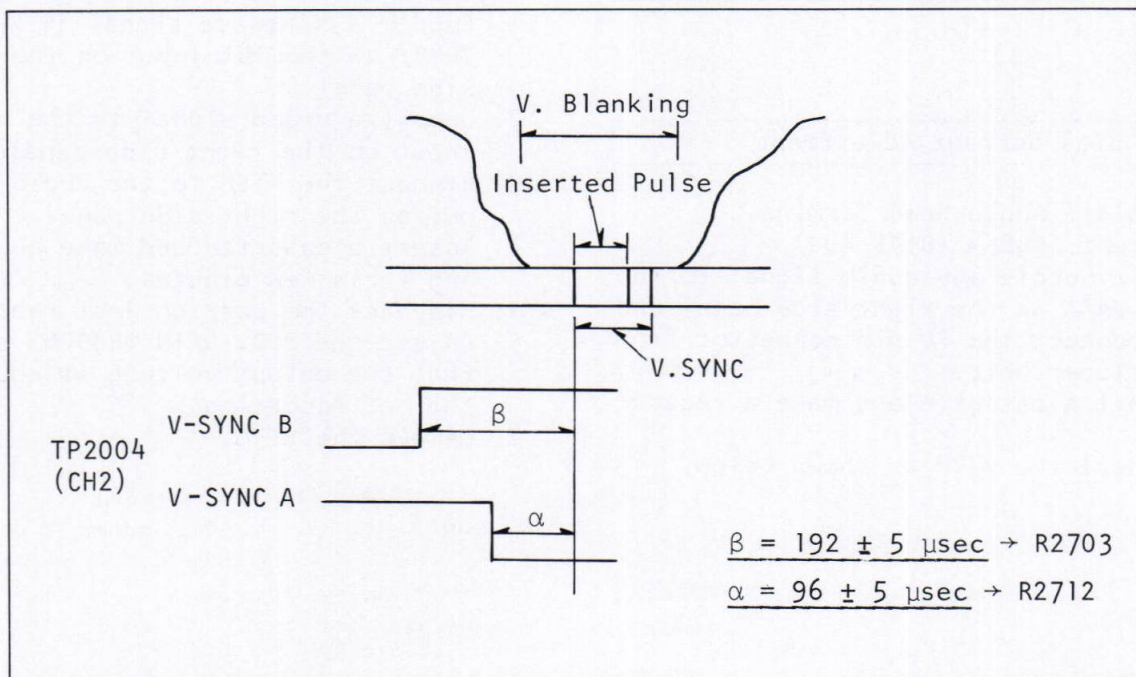 V. Blanking
Inserted Pulse
V.SYNC
V-SYNC B
β
TP2004
(CH2)
V-SYNC A
α
β = 192 ± 5 μsec → R2703
α = 96 ± 5 μsec → R2712